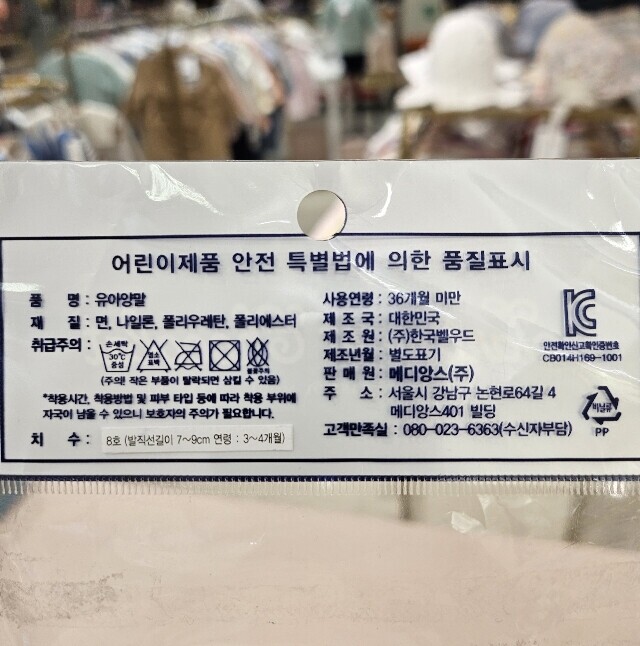 어린이제품 안전 특별법에 의한 품질표시
품 명 : 유아양말
재 질 : 면, 나일론, 폴리우레탄, 폴리에스터
취급주의 :
손세탁
30℃
중성
염소
표백
(주의! 작은 부품이 탈락되면 삼킬 수 있음)
*착용시간, 착용방법 및 피부 타입 등에 따라 착용 부위에
자국이 남을 수 있으니 보호자의 주의가 필요합니다.
치 수 : 8호 (발직선길이 7~9cm 연령 : 3~4개월)
사용연령 : 36개월 미만
제 조 국 : 대한민국
제 조 원 : (주)한국벨우드
제조년월 : 별도표기
판 매 원 : 메디앙스(주)
주 소 : 서울시 강남구 논현로64길 4
메디앙스401 빌딩
고객만족실 : 080-023-6363(수신자부담)
안전확인신고확인증번호
CB014H169-1001
비닐류
PP